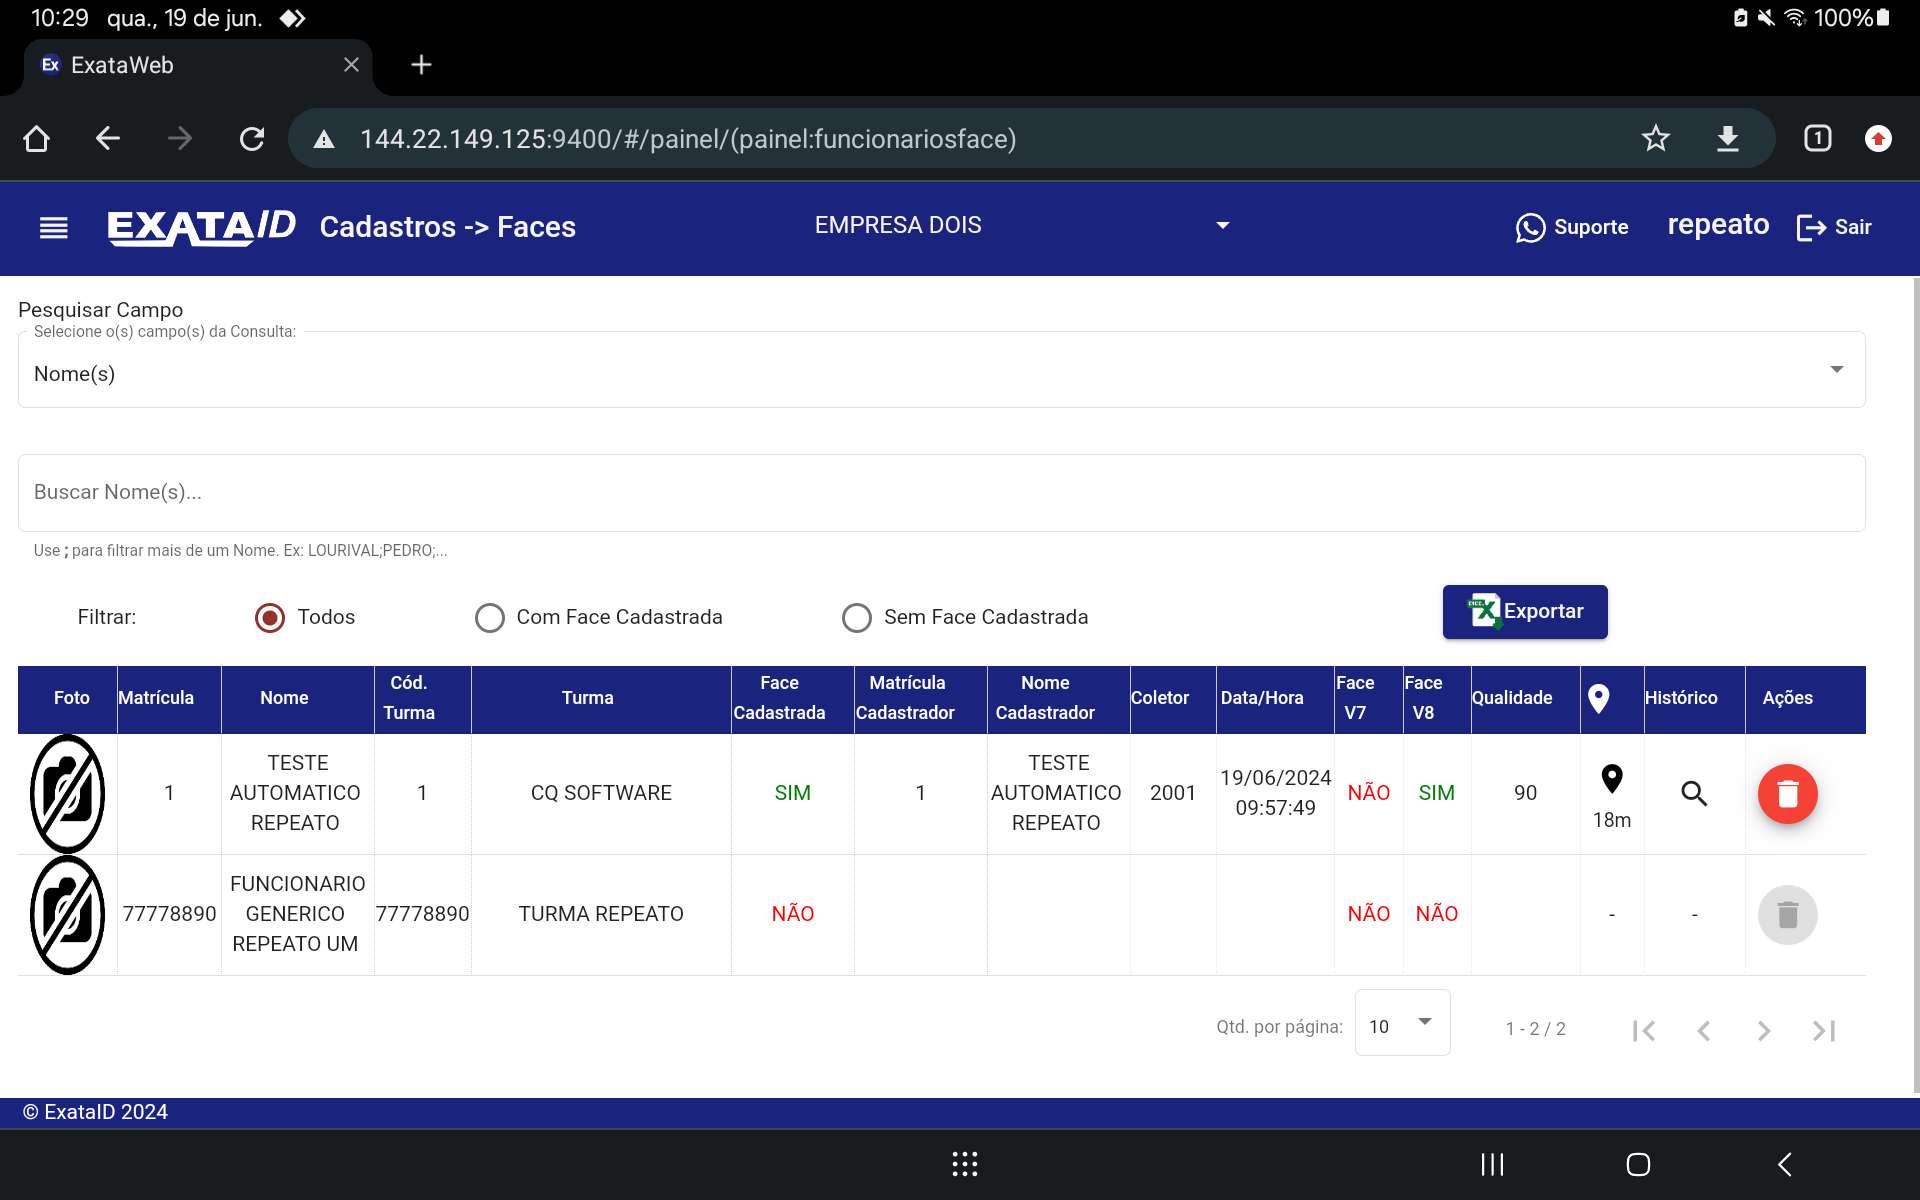 10:29 qua., 19 de jun.
100%
Ex ExataWeb
144.22.149.125:9400/#/painel/(painel:funcionariosface)
1
EXATA ID Cadastros -> Faces
EMPRESA DOIS
Suporte
repeato
Sair
Pesquisar Campo
Selecione o(s) campo(s) da Consulta:
Nome(s)
Buscar Nome(s)...
Use ; para filtrar mais de um Nome. Ex: LOURIVAL;PEDRO;...
Filtrar: Todos Com Face Cadastrada Sem Face Cadastrada
Exportar
Foto
Matrícula
Nome
Cód.
Turma
Turma
Face
Cadastrada
Matrícula
Cadastrador
Nome
Cadastrador
Coletor
Data/Hora
Face
V7
Face
V8
Qualidade
Histórico
Ações
1
TESTE
AUTOMATICO
REPEATO
1
CQ SOFTWARE
SIM
1
TESTE
AUTOMATICO
REPEATO
2001
19/06/2024
09:57:49
NÃO
SIM
90
18m
77778890
FUNCIONARIO
GENERICO
REPEATO UM
77778890
TURMA REPEATO
NÃO
NÃO
NÃO
-
-
Qtd. por página: 10 1 - 2 / 2
© ExataID 2024